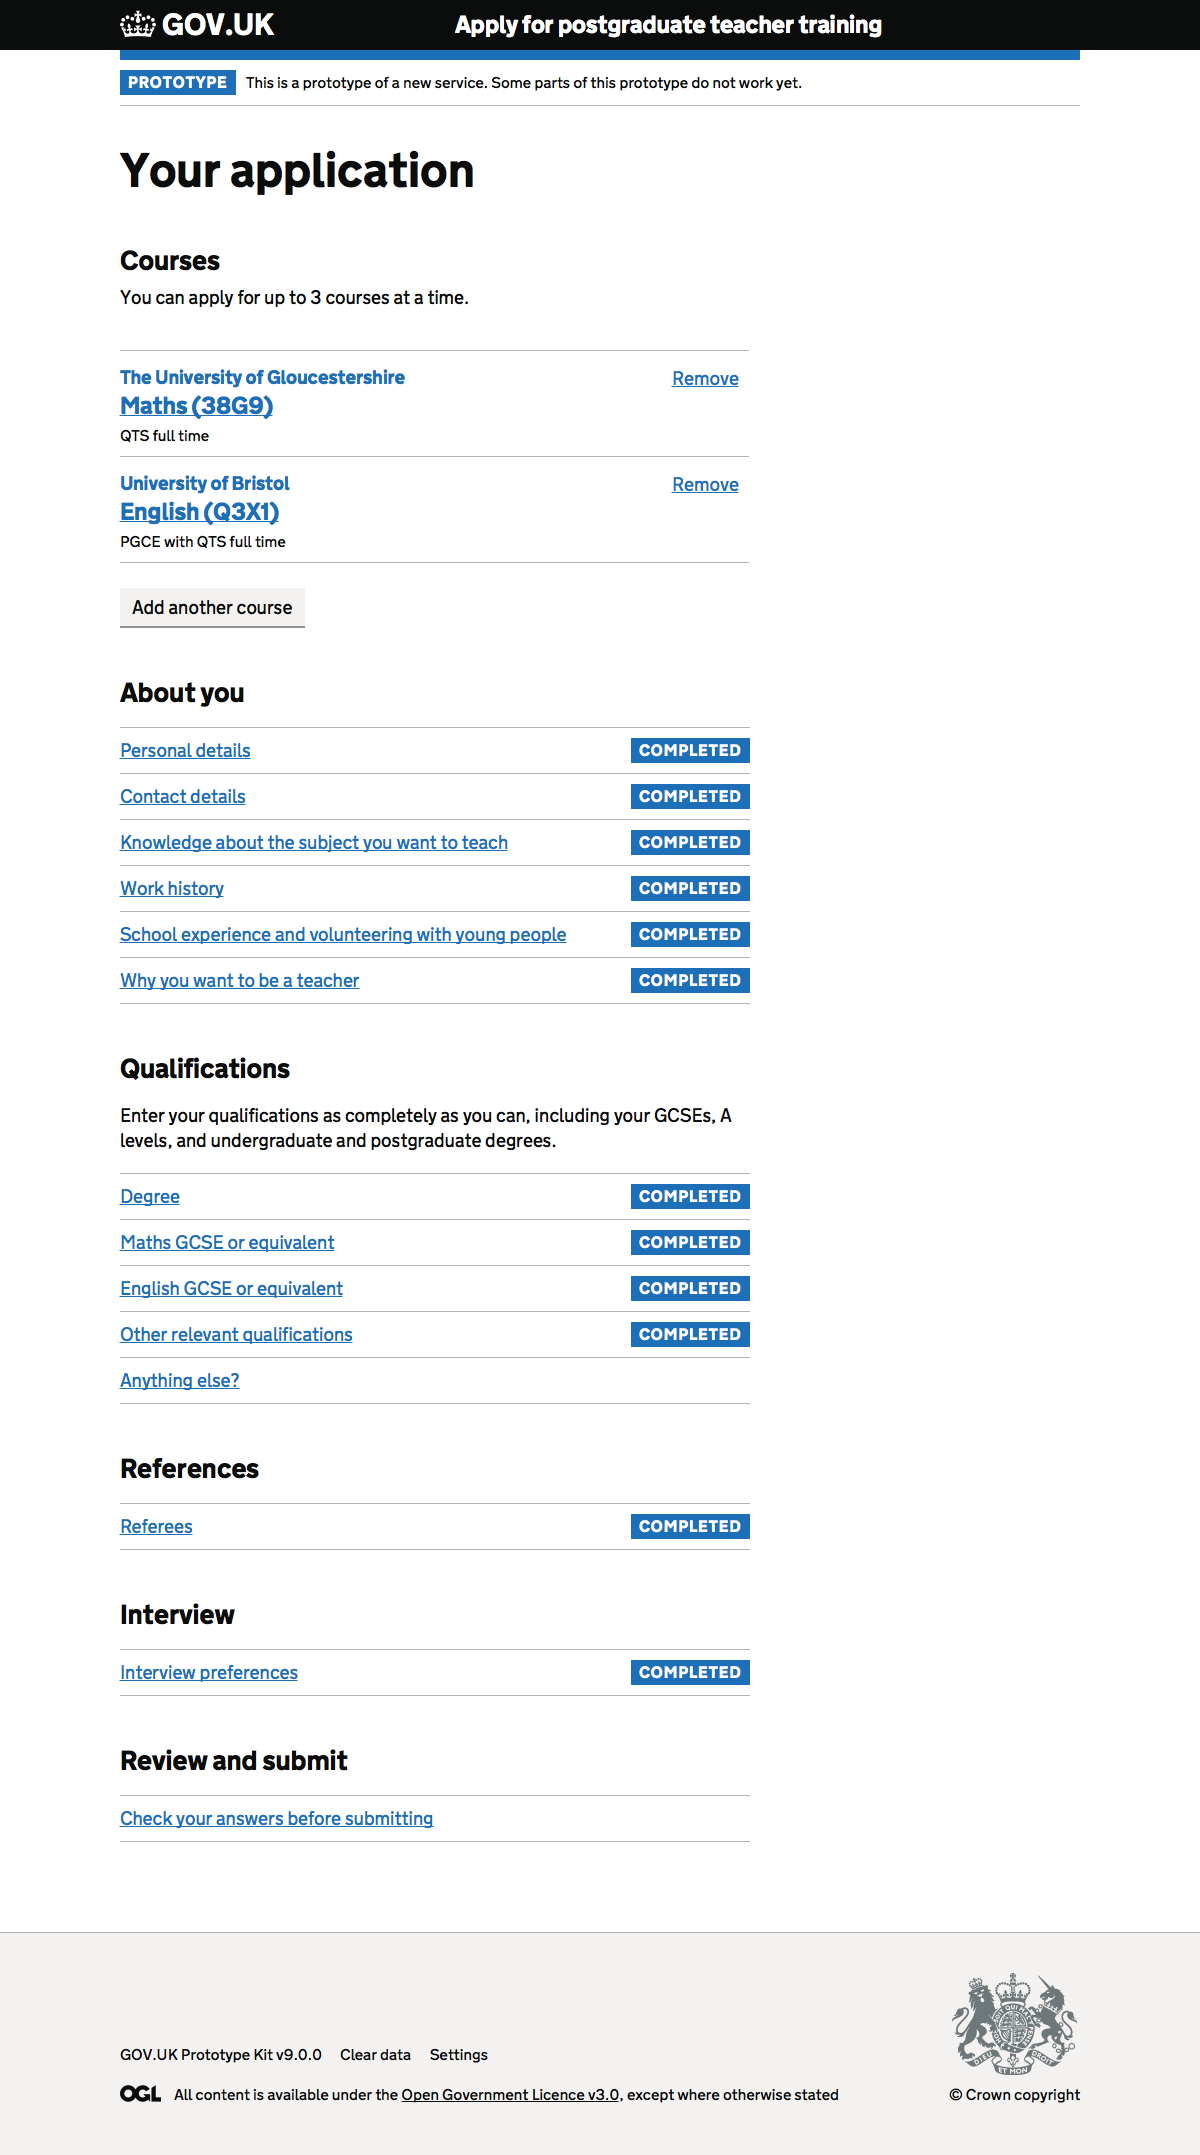 GOV.UK
Apply for postgraduate teacher training
PROTOTYPE This is a prototype of a new service. Some parts of this prototype do not work yet.
Your application
Courses
You can apply for up to 3 courses at a time.
The University of Gloucestershire
Remove
Maths (38G9)
QTS full time
University of Bristol
Remove
English (Q3X1)
PGCE with QTS full time
Add another course
About you
Personal details COMPLETED
Contact details COMPLETED
Knowledge about the subject you want to teach COMPLETED
Work history COMPLETED
School experience and volunteering with young people COMPLETED
Why you want to be a teacher COMPLETED
Qualifications
Enter your qualifications as completely as you can, including your GCSEs, A
levels, and undergraduate and postgraduate degrees.
Degree COMPLETED
Maths GCSE or equivalent COMPLETED
English GCSE or equivalent COMPLETED
Other relevant qualifications COMPLETED
Anything else?
References
Referees COMPLETED
Interview
Interview preferences COMPLETED
Review and submit
Check your answers before submitting
GOV.UK Prototype Kit v9.0.0 Clear data Settings
DIEU ET MON DROIT
OGL All content is available under the Open Government Licence v3.0, except where otherwise stated
© Crown copyright